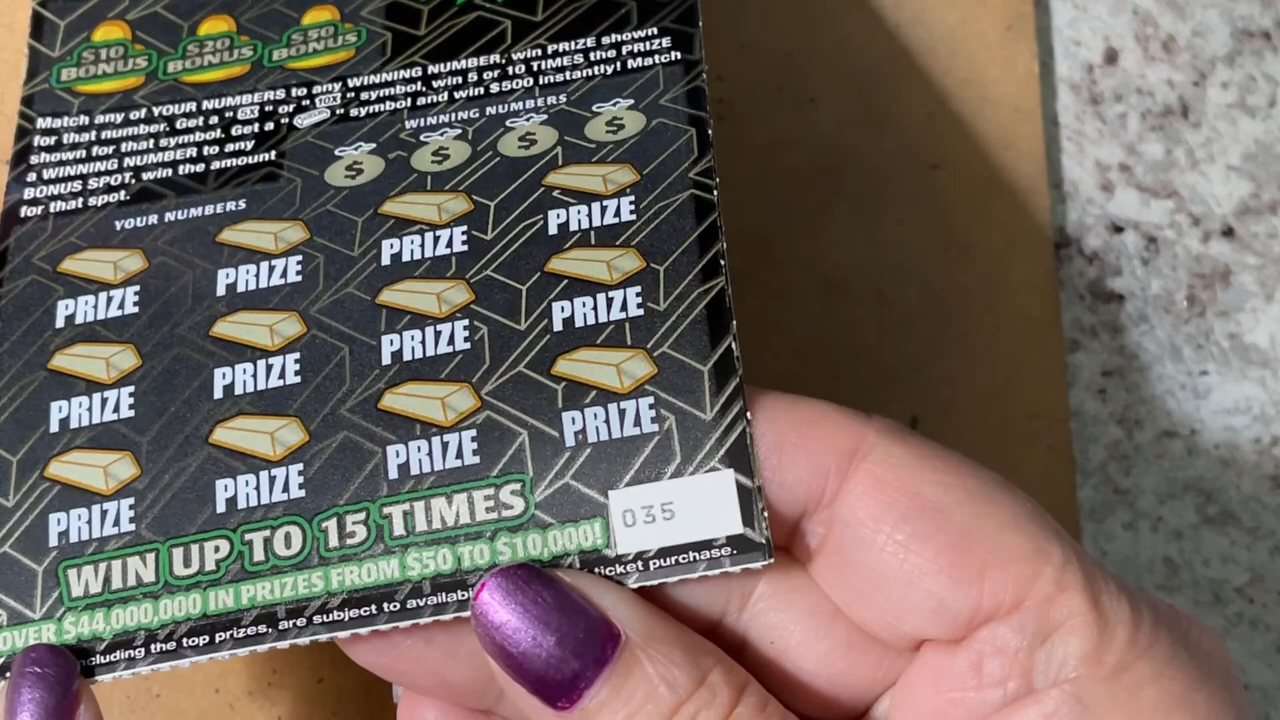 $10 BONUS
$20 BONUS
$50 BONUS
Match any of YOUR NUMBERS to any WINNING NUMBER, win PRIZE shown
for that number. Get a "5X" or "10X" symbol, win 5 or 10 TIMES the PRIZE
shown for that symbol. Get a " " symbol and win $500 instantly! Match
a WINNING NUMBER to any
BONUS SPOT, win the amount
for that spot.
WINNING NUMBERS
$ $ $ $
YOUR NUMBERS
PRIZE PRIZE PRIZE PRIZE
PRIZE PRIZE PRIZE PRIZE
PRIZE PRIZE PRIZE PRIZE
WIN UP TO 15 TIMES
035
OVER $44,000,000 IN PRIZES FROM $50 TO $10,000!
ncluding the top prizes, are subject to availabi ticket purchase.